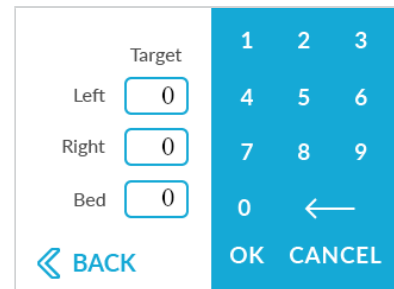 Target
Left 0
Right 0
Bed 0
BACK
1 2 3
4 5 6
7 8 9
0
OK CANCEL